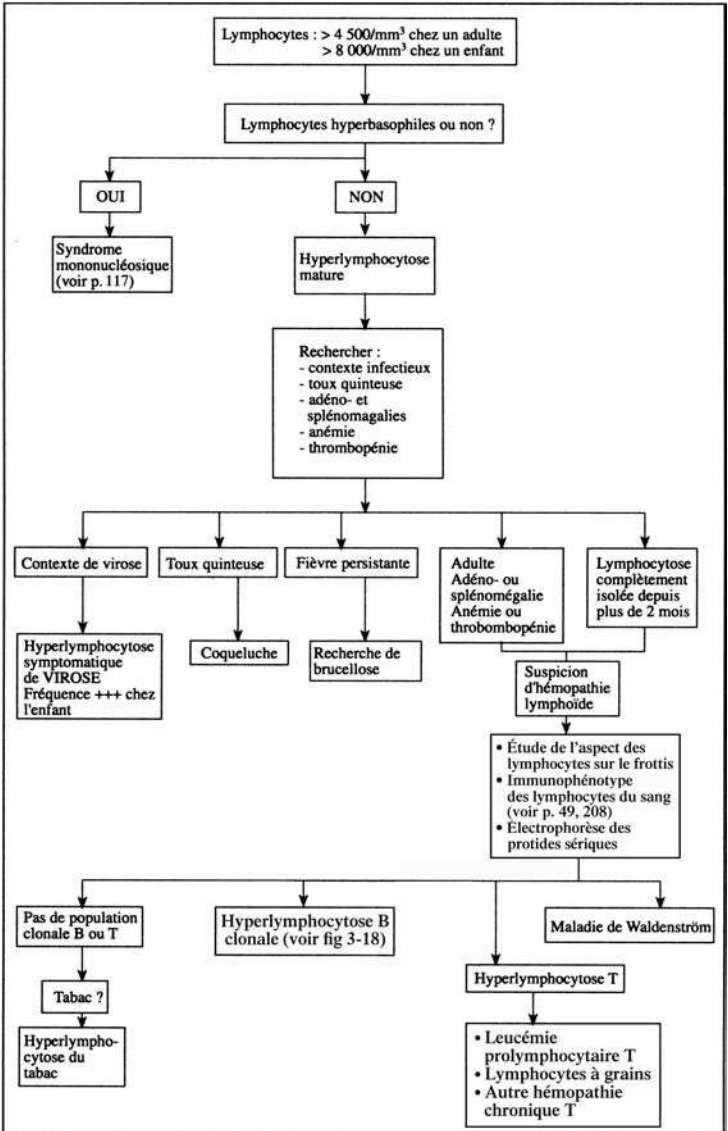 Lymphocytes : > 4 500/mm³ chez un adulte
> 8 000/mm³ chez un enfant
Lymphocytes hyperbasophiles ou non ?
OUI
NON
Syndrome
mononucléosique
(voir p. 117)
Hyperlymphocytose
mature
Rechercher :
- contexte infectieux
- toux quinteuse
- adéno- et
splénomagalies
- anémie
- thrombopénie
Contexte de virose
Toux quinteuse
Fièvre persistante
Adulte
Adéno- ou
splénomégalie
Anémie ou
throbombopénie
Lymphocytose
complètement
isolée depuis
plus de 2 mois
Hyperlymphocytose
symptomatique
de VIROSE
Fréquence +++ chez
l'enfant
Coqueluche
Recherche de
brucellose
Suspicion
d'hémopathie
lymphoïde
• Étude de l'aspect des
lymphocytes sur le frottis
• Immunophénotype
des lymphocytes du sang
(voir p. 49, 208)
• Électrophorèse des
protides sériques
Pas de population
clonale B ou T
Hyperlymphocytose B
clonale (voir fig 3-18)
Hyperlymphocytose T
Maladie de Waldenström
Tabac ?
Hyperlympho-
cytose du
tabac
• Leucémie
prolymphocytaire T
• Lymphocytes à grains
• Autre hémopathie
chronique T